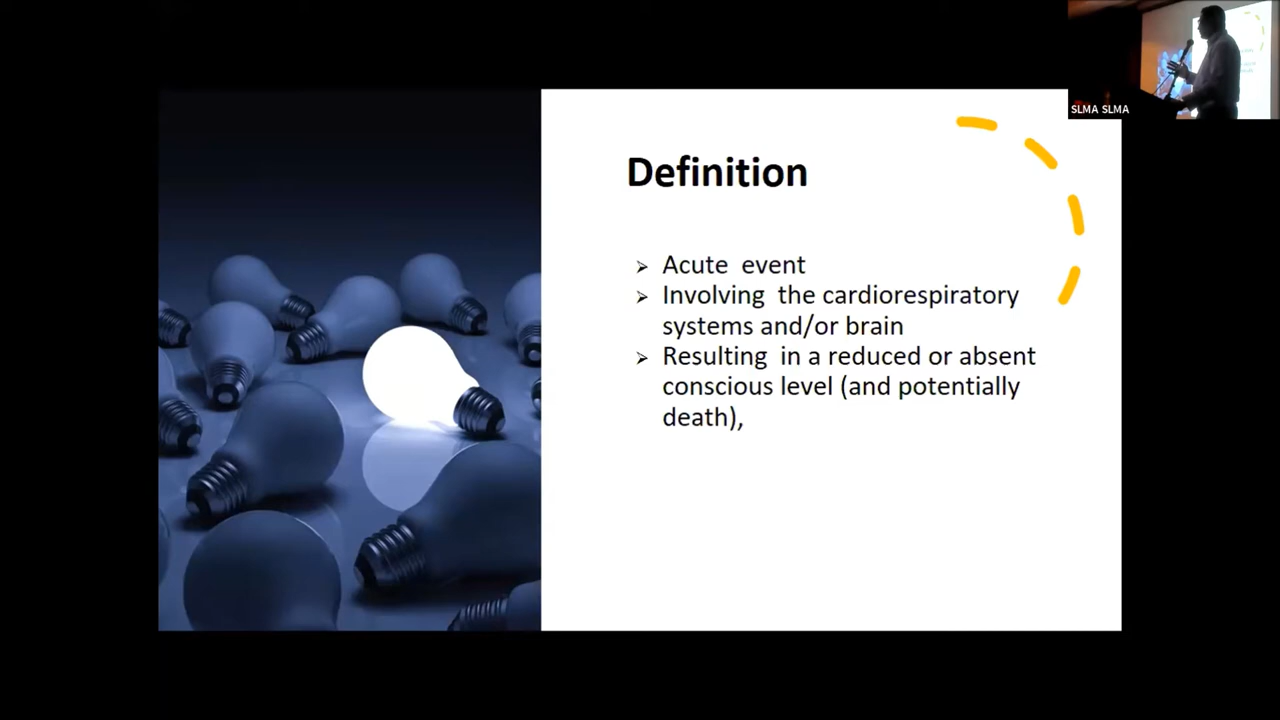 SLMA SLMA
Definition
➢ Acute event
➢ Involving the cardiorespiratory
systems and/or brain
➢ Resulting in a reduced or absent
conscious level (and potentially
death),